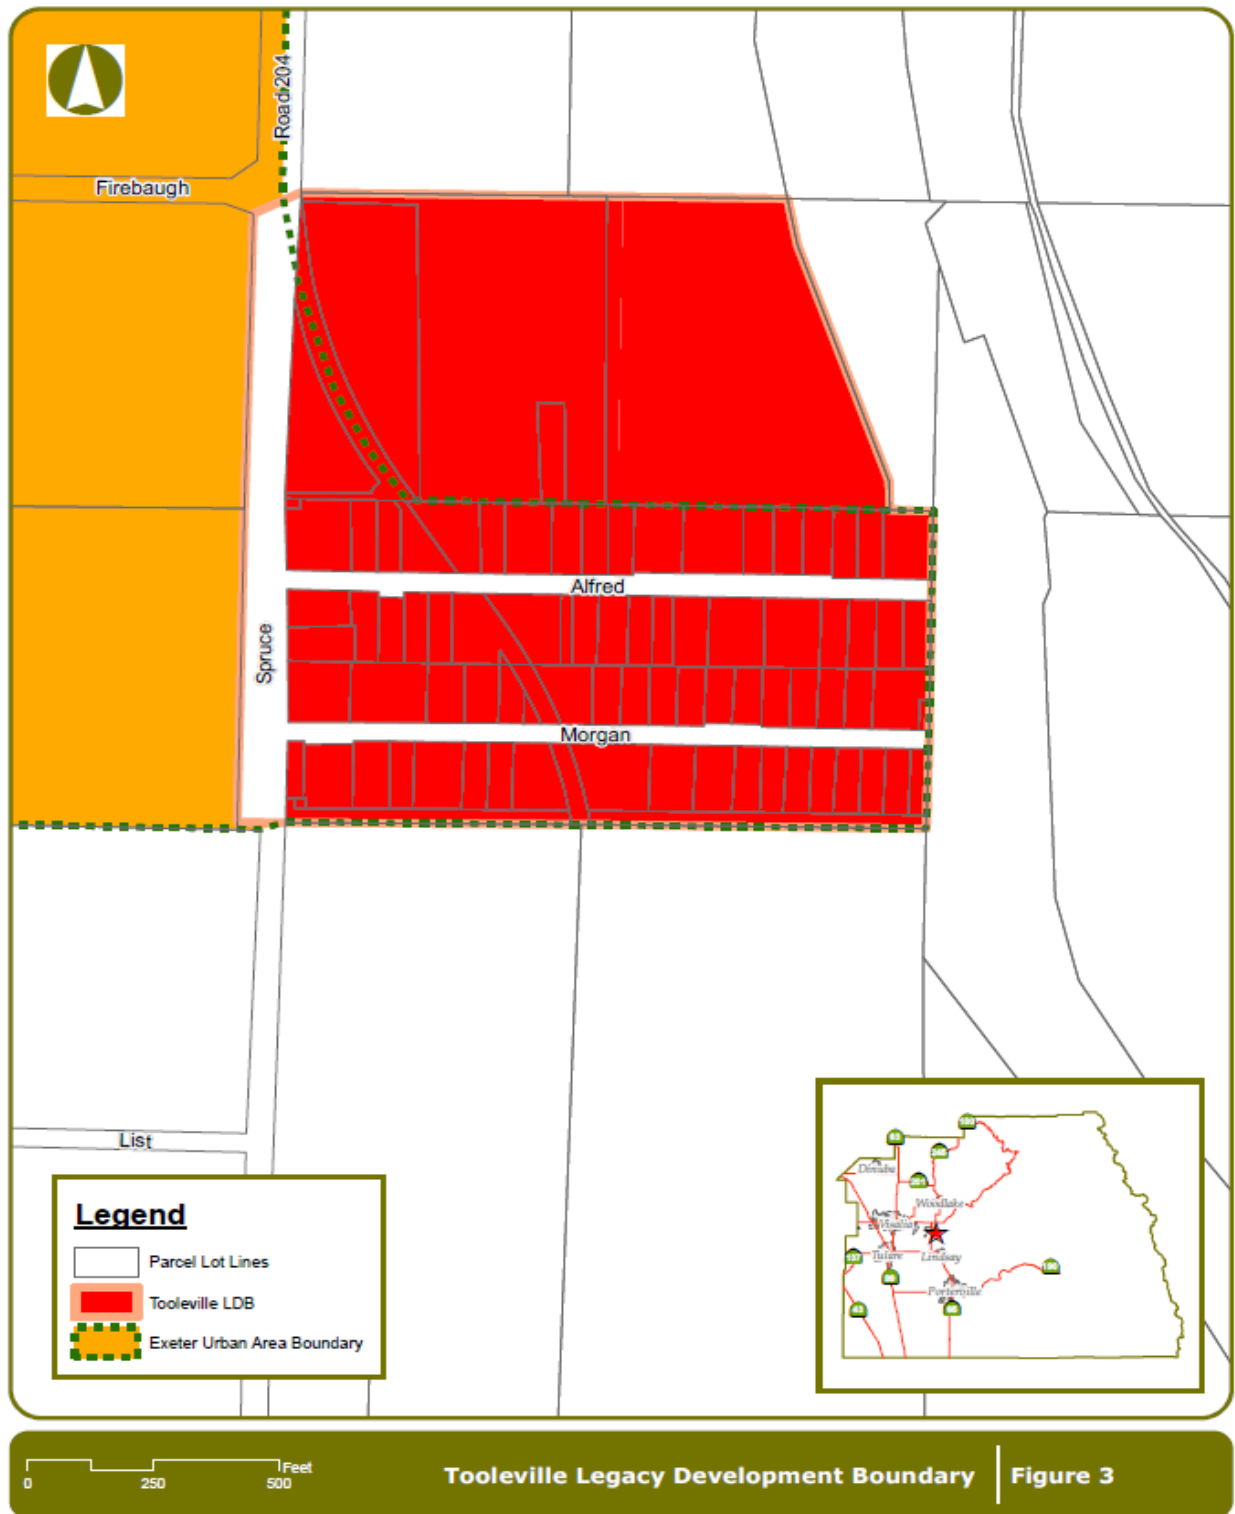 Road 204
Firebaugh
Alfred
Spruce
Morgan
List
Legend
Parcel Lot Lines
Tooleville LDB
Exeter Urban Area Boundary
Dinuba
Woodlake
Visalia
Tulare
Lindsay
Porterville
Feet
0 250 500
Tooleville Legacy Development Boundary
Figure 3